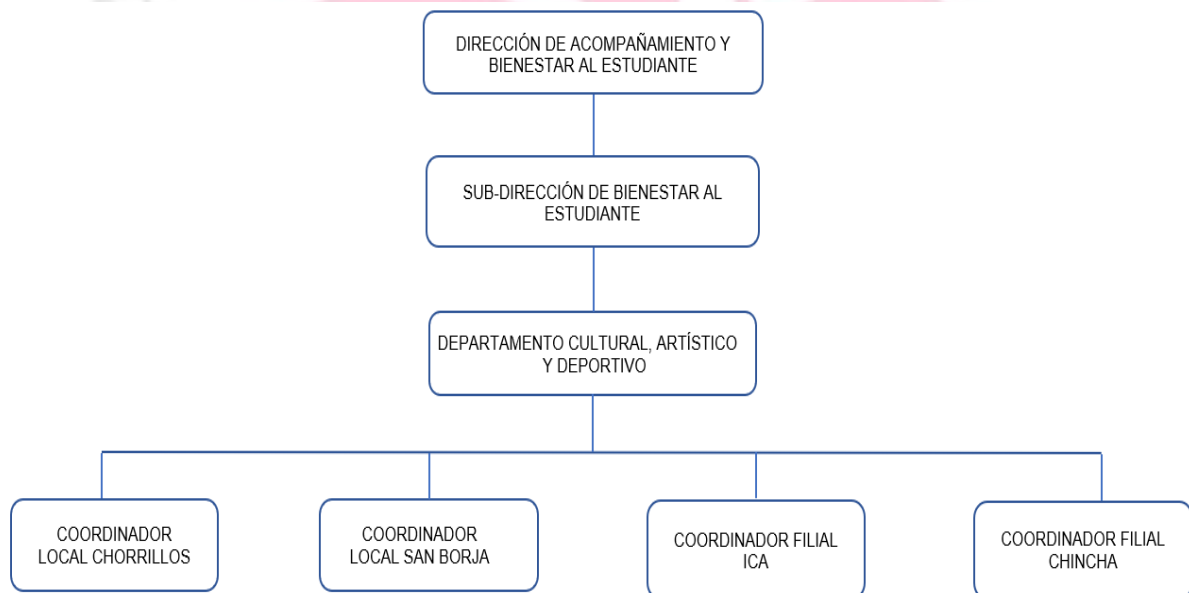 DIRECCIÓN DE ACOMPAÑAMIENTO Y
BIENESTAR AL ESTUDIANTE
SUB-DIRECCIÓN DE BIENESTAR AL
ESTUDIANTE
DEPARTAMENTO CULTURAL, ARTÍSTICO
Y DEPORTIVO
COORDINADOR
LOCAL CHORRILLOS
COORDINADOR
LOCAL SAN BORJA
COORDINADOR FILIAL
ICA
COORDINADOR FILIAL
CHINCHA